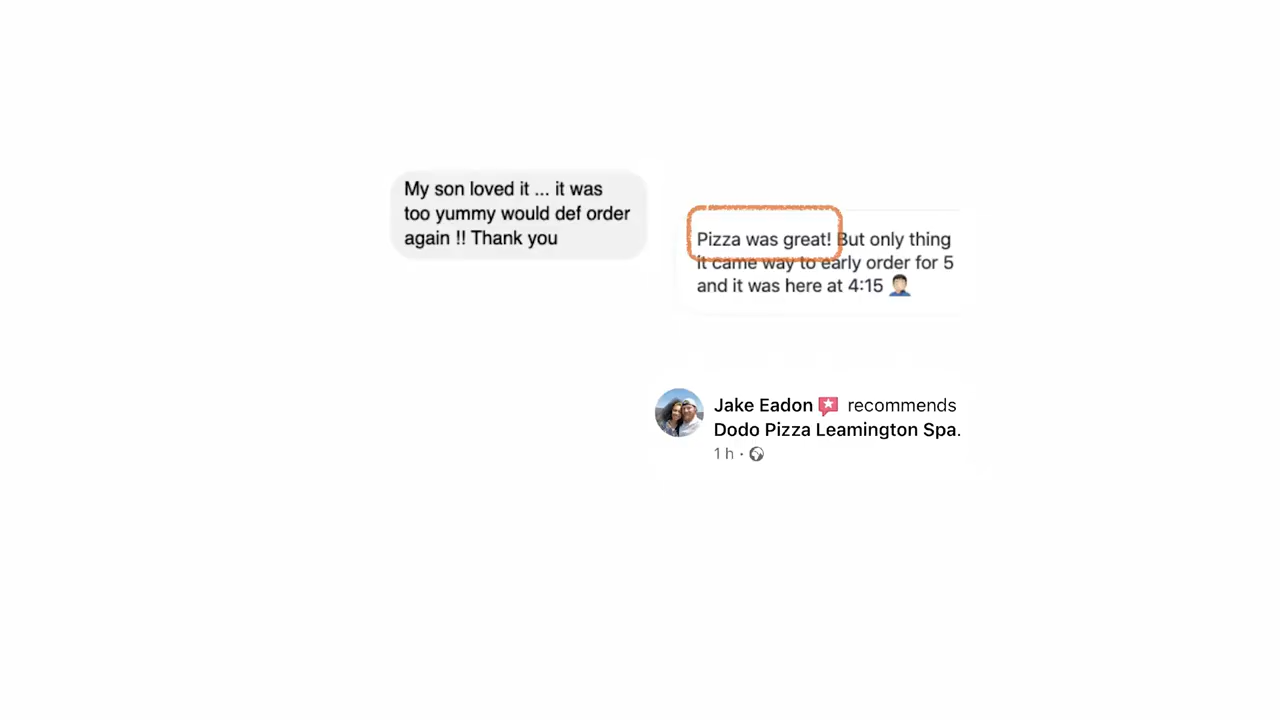 My son loved it ... it was
too yummy would def order
again !! Thank you
Pizza was great! But only thing
it came way to early order for 5
and it was here at 4:15 🤦🏻‍♂️
Jake Eadon recommends
Dodo Pizza Leamington Spa.
1 h ·